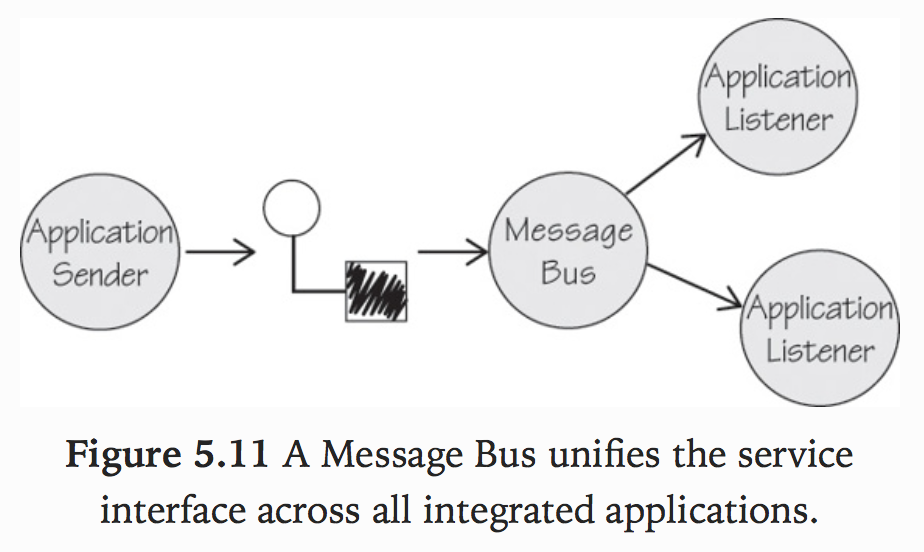 Application
Sender
Message
Bus
Application
Listener
Application
Listener
Figure 5.11 A Message Bus unifies the service
interface across all integrated applications.